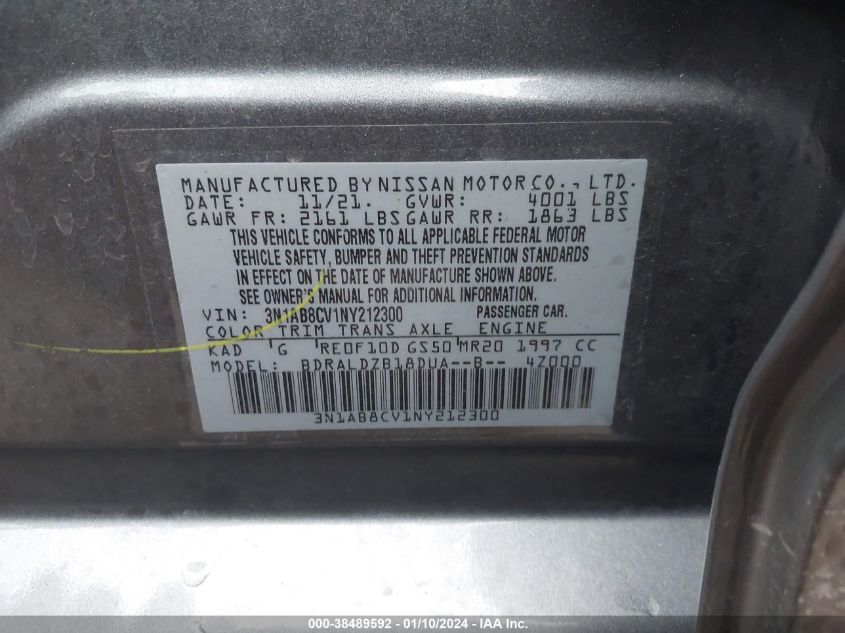 MANUFACTURED BY NISSAN MOTOR CO., LTD.
DATE: 11/21. GVWR: 4001 LBS
GAWR FR: 2161 LBS GAWR RR: 1863 LBS
THIS VEHICLE CONFORMS TO ALL APPLICABLE FEDERAL MOTOR
VEHICLE SAFETY, BUMPER AND THEFT PREVENTION STANDARDS
IN EFFECT ON THE DATE OF MANUFACTURE SHOWN ABOVE.
SEE OWNER'S MANUAL FOR ADDITIONAL INFORMATION.
VIN: 3N1AB8CV1NY212300 PASSENGER CAR.
COLOR TRIM TRANS AXLE ENGINE
KAD G RE0F10D GS50 MR20 1997 CC
MODEL: BDRALDZB18DUA--B-- 4Z000
3N1AB8CV1NY212300
000-38489592 - 01/10/2024 - IAA Inc.